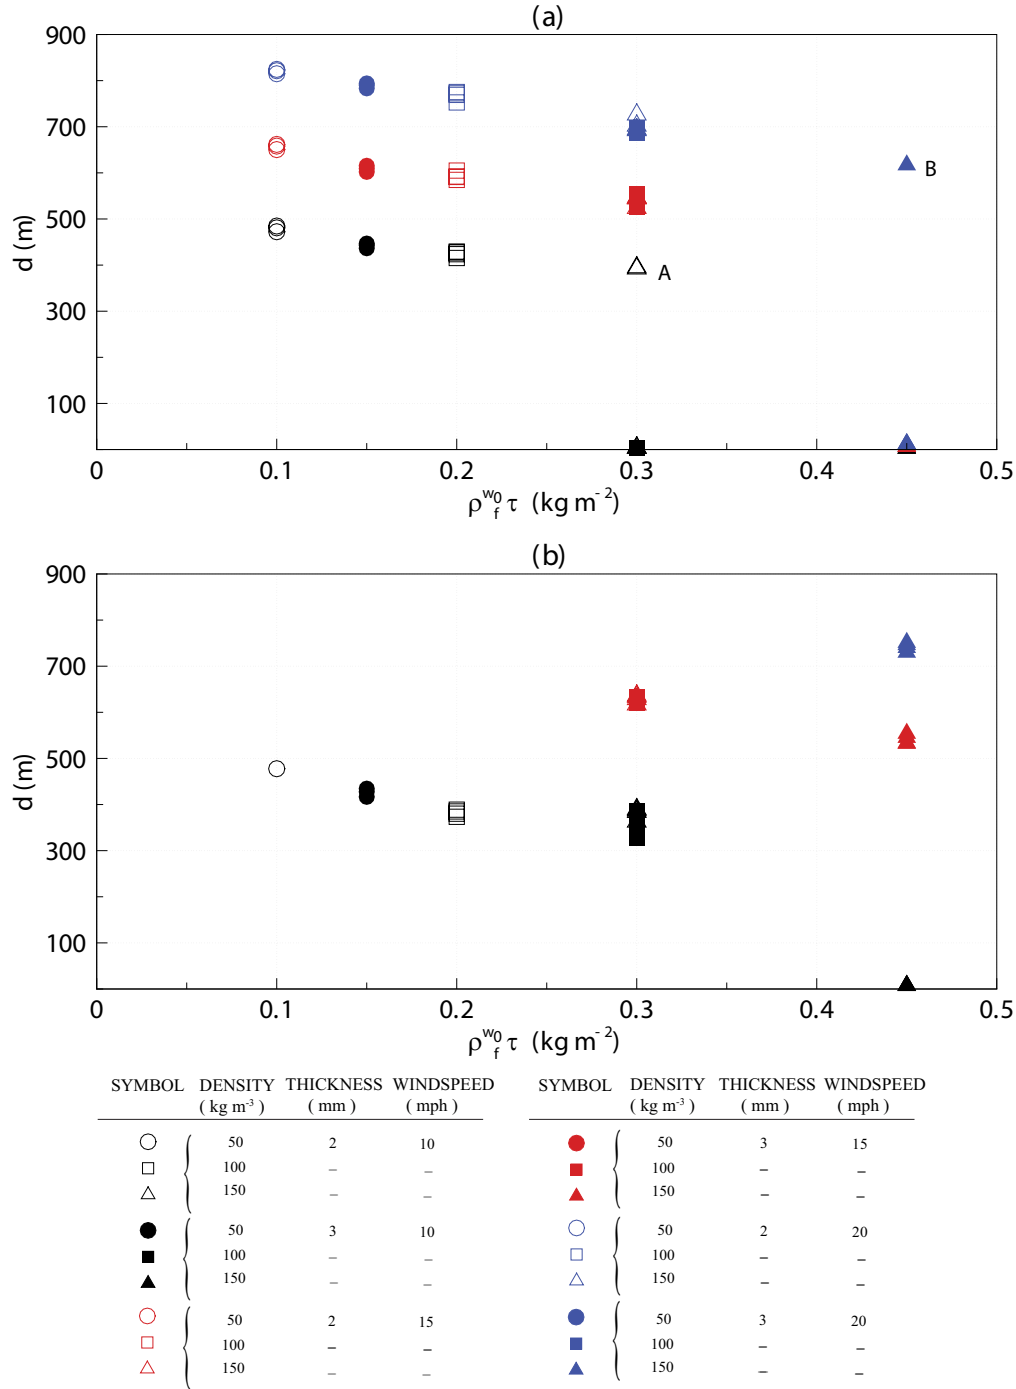 (a)
900
700
500
300
100
d (m)
A
B
0
0.1
0.2
0.3
0.4
0.5
ρ_f^{w_0} τ (kg m⁻²)
(b)
900
700
500
300
100
d (m)
0
0.1
0.2
0.3
0.4
0.5
ρ_f^{w_0} τ (kg m⁻²)
SYMBOL DENSITY THICKNESS WINDSPEED
( kg m⁻³ ) ( mm ) ( mph )
50 2 10
100 – –
150 – –
50 3 10
100 – –
150 – –
50 2 15
100 – –
150 – –
SYMBOL DENSITY THICKNESS WINDSPEED
( kg m⁻³ ) ( mm ) ( mph )
50 3 15
100 – –
150 – –
50 2 20
100 – –
150 – –
50 3 20
100 – –
150 – –